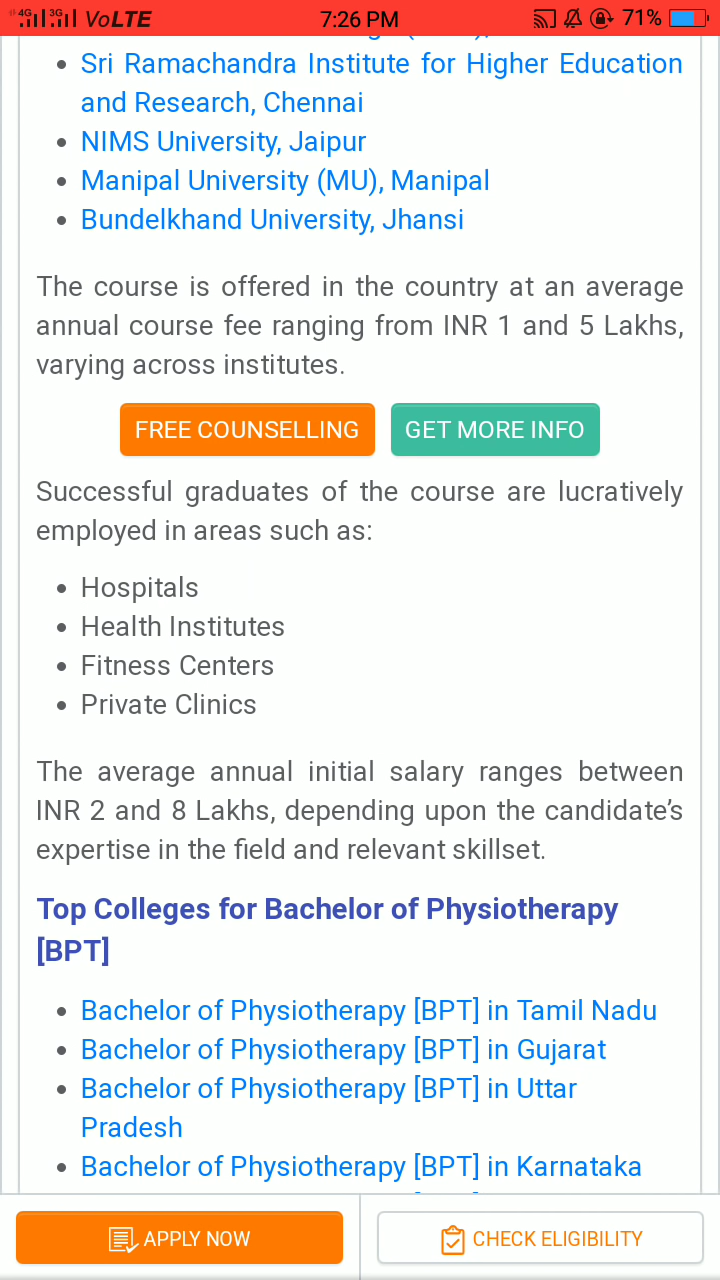 4G 3G VoLTE 7:26 PM 71%
Sri Ramachandra Institute for Higher Education
and Research, Chennai
NIMS University, Jaipur
Manipal University (MU), Manipal
Bundelkhand University, Jhansi
The course is offered in the country at an average
annual course fee ranging from INR 1 and 5 Lakhs,
varying across institutes.
FREE COUNSELLING GET MORE INFO
Successful graduates of the course are lucratively
employed in areas such as:
Hospitals
Health Institutes
Fitness Centers
Private Clinics
The average annual initial salary ranges between
INR 2 and 8 Lakhs, depending upon the candidate's
expertise in the field and relevant skillset.
Top Colleges for Bachelor of Physiotherapy
[BPT]
Bachelor of Physiotherapy [BPT] in Tamil Nadu
Bachelor of Physiotherapy [BPT] in Gujarat
Bachelor of Physiotherapy [BPT] in Uttar
Pradesh
Bachelor of Physiotherapy [BPT] in Karnataka
APPLY NOW CHECK ELIGIBILITY